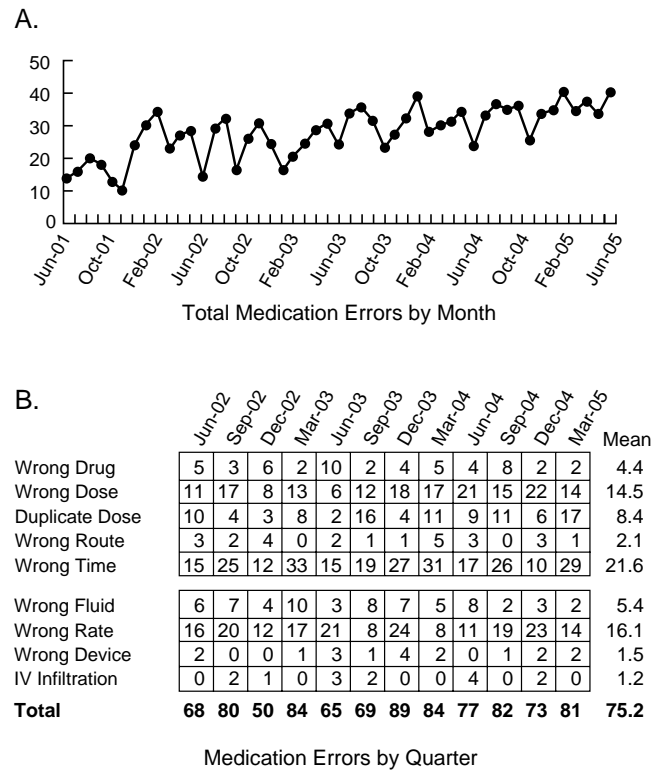 A.
50
40
30
20
10
0
Jun-01 Oct-01 Feb-02 Jun-02 Oct-02 Feb-03 Jun-03 Oct-03 Feb-04 Jun-04 Oct-04 Feb-05 Jun-05
Total Medication Errors by Month
B.
Jun-02 Sep-02 Dec-02 Mar-03 Jun-03 Sep-03 Dec-03 Mar-04 Jun-04 Sep-04 Dec-04 Mar-05 Mean
Wrong Drug 5 3 6 2 10 2 4 5 4 8 2 2 4.4
Wrong Dose 11 17 8 13 6 12 18 17 21 15 22 14 14.5
Duplicate Dose 10 4 3 8 2 16 4 11 9 11 6 17 8.4
Wrong Route 3 2 4 0 2 1 1 5 3 0 3 1 2.1
Wrong Time 15 25 12 33 15 19 27 31 17 26 10 29 21.6
Wrong Fluid 6 7 4 10 3 8 7 5 8 2 3 2 5.4
Wrong Rate 16 20 12 17 21 8 24 8 11 19 23 14 16.1
Wrong Device 2 0 0 1 3 1 4 2 0 1 2 2 1.5
IV Infiltration 0 2 1 0 3 2 0 0 4 0 2 0 1.2
Total 68 80 50 84 65 69 89 84 77 82 73 81 75.2
Medication Errors by Quarter